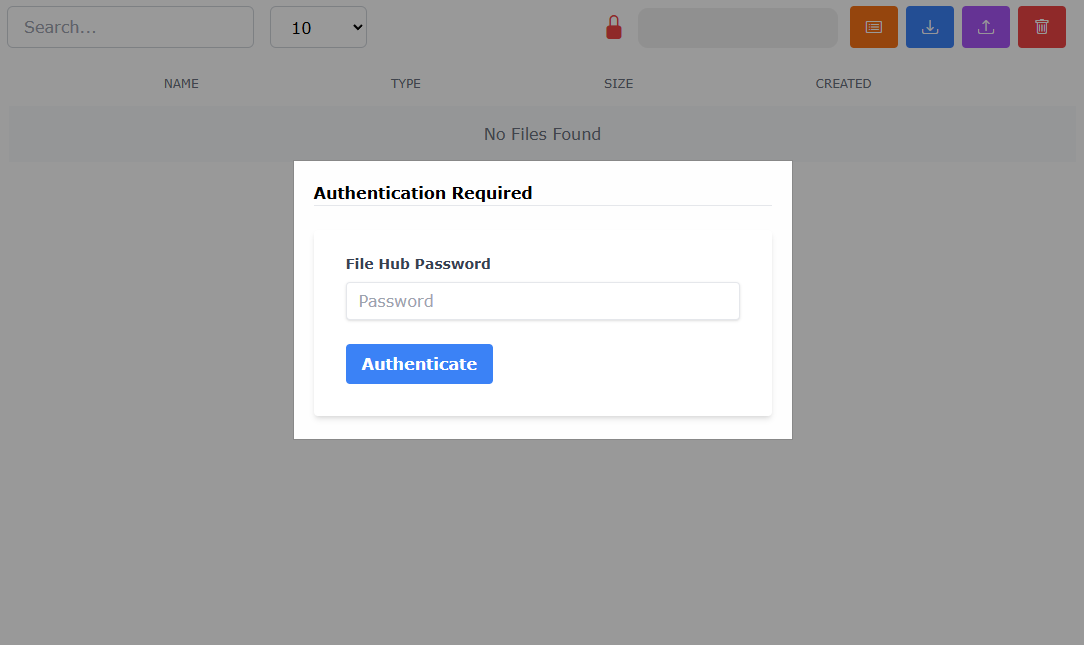 Search... 10
NAME TYPE SIZE CREATED
No Files Found
Authentication Required
File Hub Password
Password
Authenticate